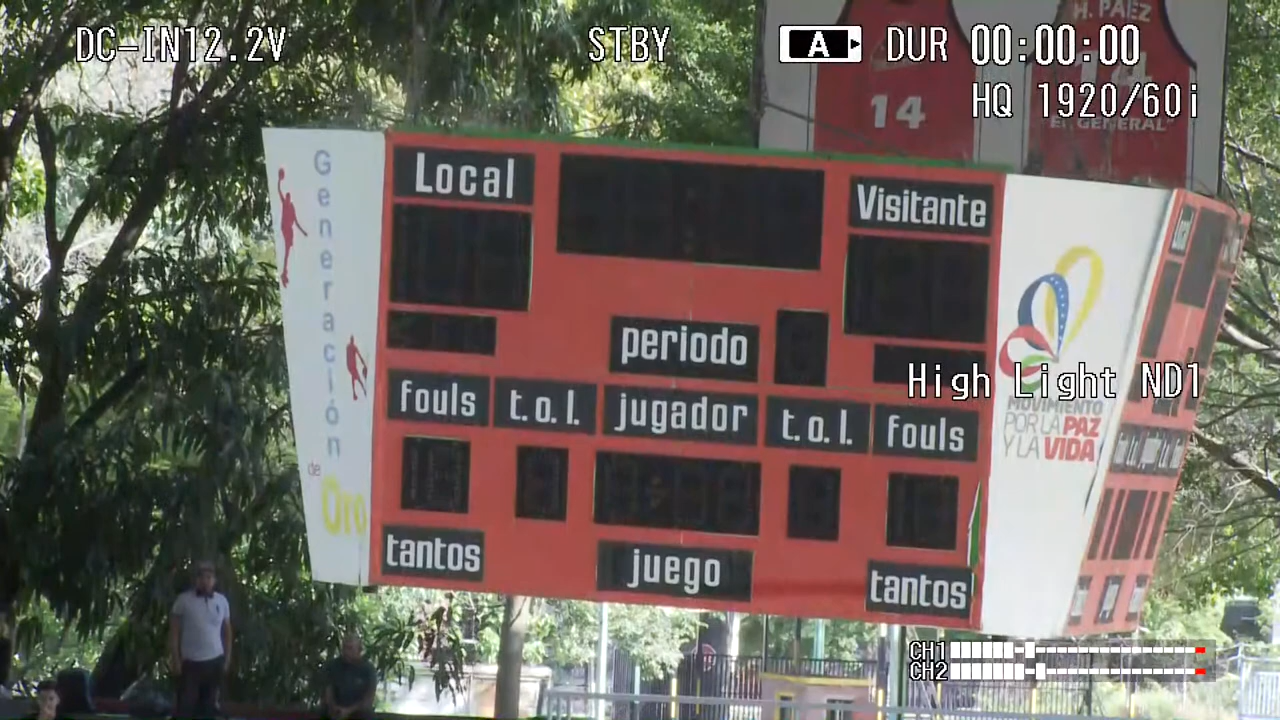 DC-IN12.2V STBY A DUR 00:00:00
HQ 1920/60i
H. PAEZ
14
"El GENERAL"
Local
Visitante
periodo
fouls t.o.l. jugador t.o.l. fouls
tantos juego tantos
Generación
de
Oro
High Light ND1
MOVIMIENTO
POR LA PAZ
Y LA VIDA
CH1
CH2